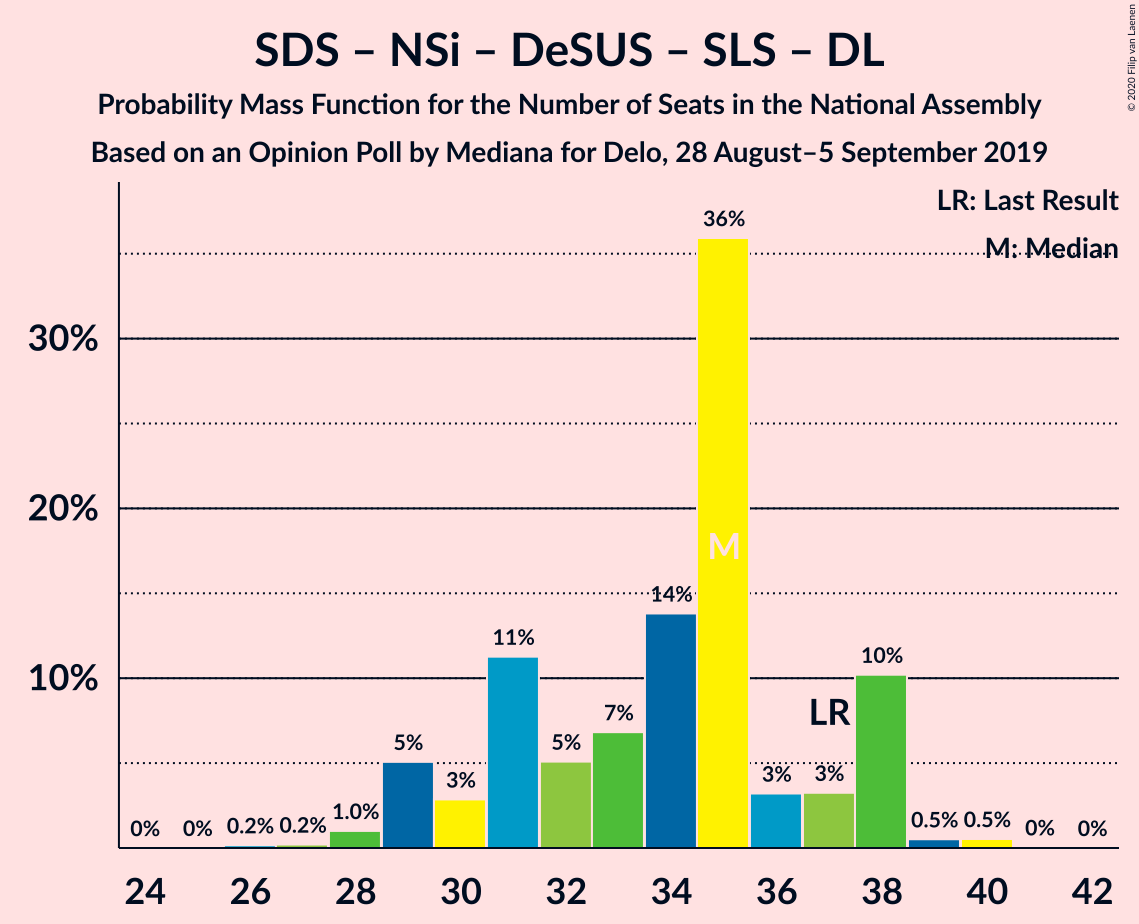 SDS – NSi – DeSUS – SLS – DL
Probability Mass Function for the Number of Seats in the National Assembly
Based on an Opinion Poll by Mediana for Delo, 28 August–5 September 2019
© 2020 Filip van Laenen
LR: Last Result
M: Median
30%
20%
10%
0% 0% 0.2% 0.2% 1.0% 5% 3% 11% 5% 7% 14% 36% 3% 3% 10% 0.5% 0.5% 0% 0%
M
LR
24 26 28 30 32 34 36 38 40 42